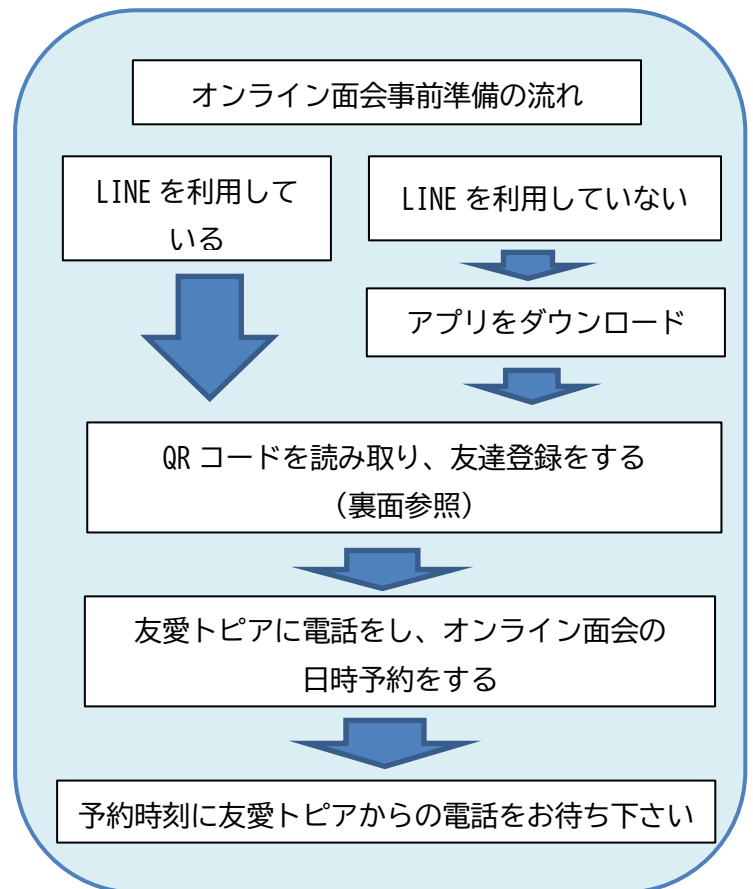 オンライン面会事前準備の流れ
LINEを利用して
いる
LINEを利用していない
アプリをダウンロード
QRコードを読み取り、友達登録をする
（裏面参照）
友愛トピアに電話をし、オンライン面会の
日時予約をする
予約時刻に友愛トピアからの電話をお待ち下さい